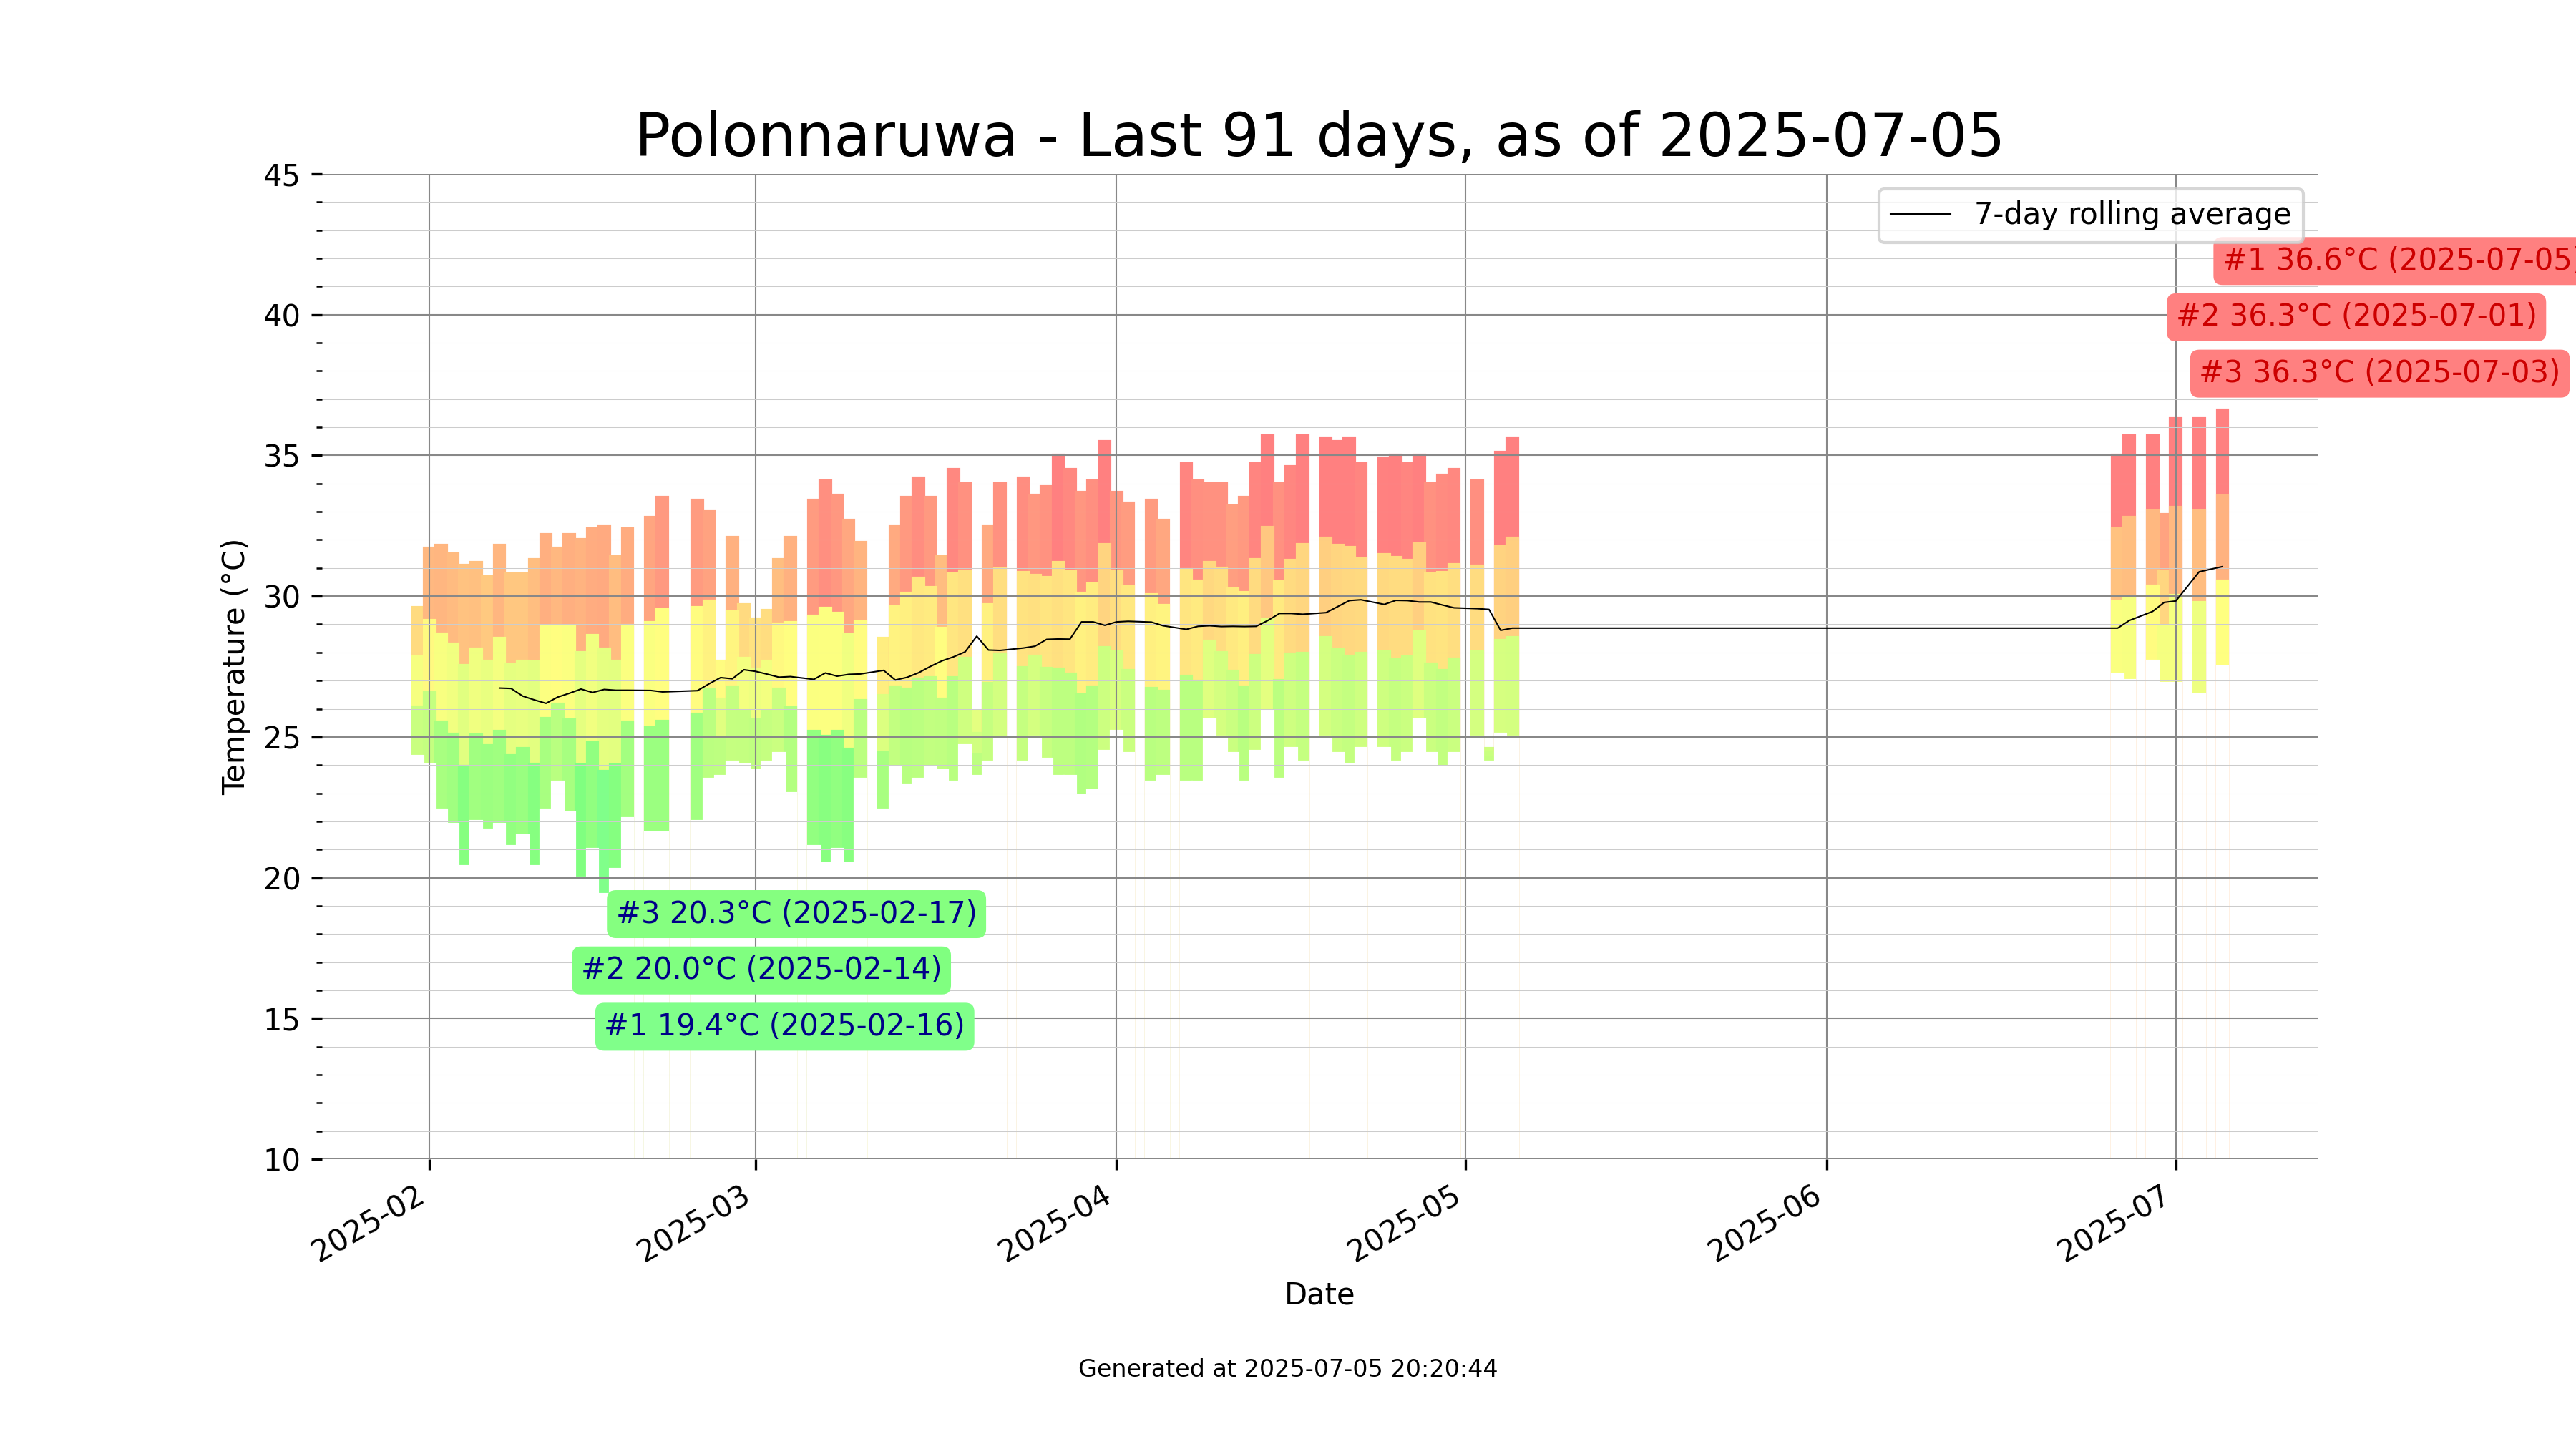 Polonnaruwa - Last 91 days, as of 2025-07-05
45
40
35
30
25
20
15
10
Temperature (°C)
7-day rolling average
#1 36.6°C (2025-07-05)
#2 36.3°C (2025-07-01)
#3 36.3°C (2025-07-03)
#3 20.3°C (2025-02-17)
#2 20.0°C (2025-02-14)
#1 19.4°C (2025-02-16)
2025-02
2025-03
2025-04
2025-05
2025-06
2025-07
Date
Generated at 2025-07-05 20:20:44